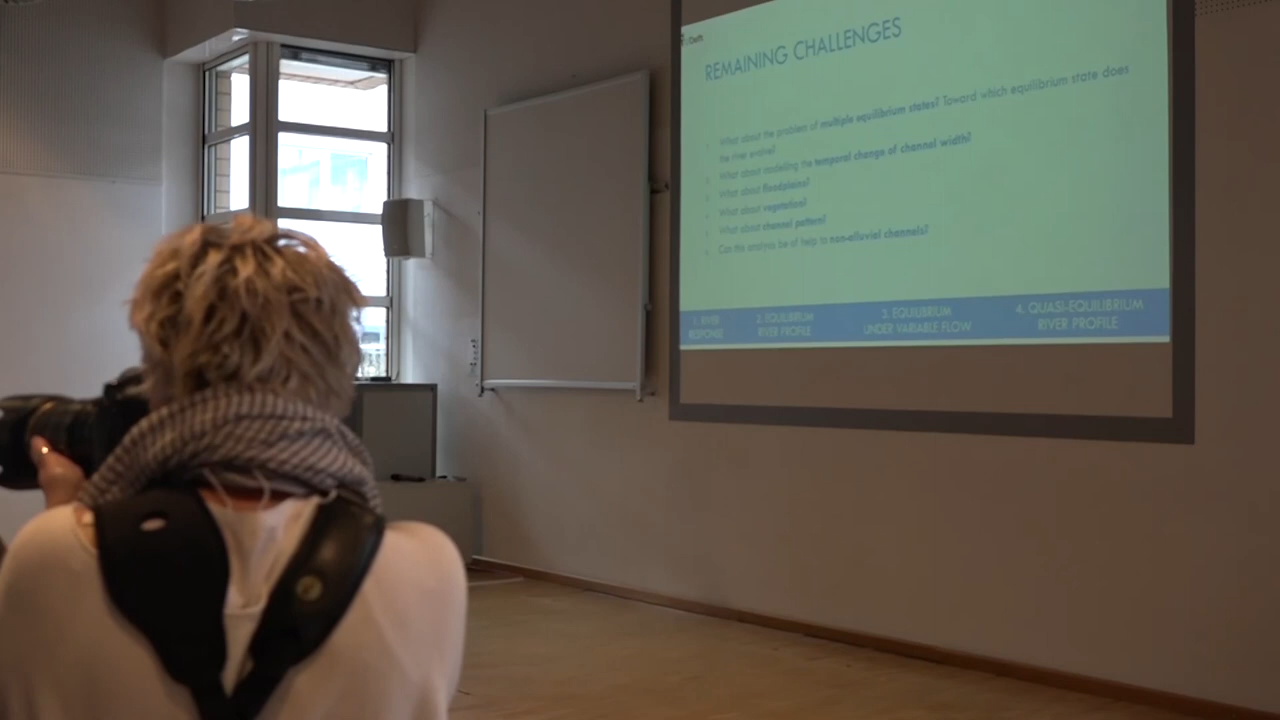 REMAINING CHALLENGES
What about the problem of multiple equilibrium states? Toward which equilibrium state does
the river evolve?
What about modelling the temporal change of channel width?
What about floodplains?
What about vegetation?
What about channel pattern?
Can this analysis be of help to non-alluvial channels?
1. RIVER
RESPONSE
2. EQUILIBRIUM
RIVER PROFILE
3. EQUILIBRIUM
UNDER VARIABLE FLOW
4. QUASI-EQUILIBRIUM
RIVER PROFILE